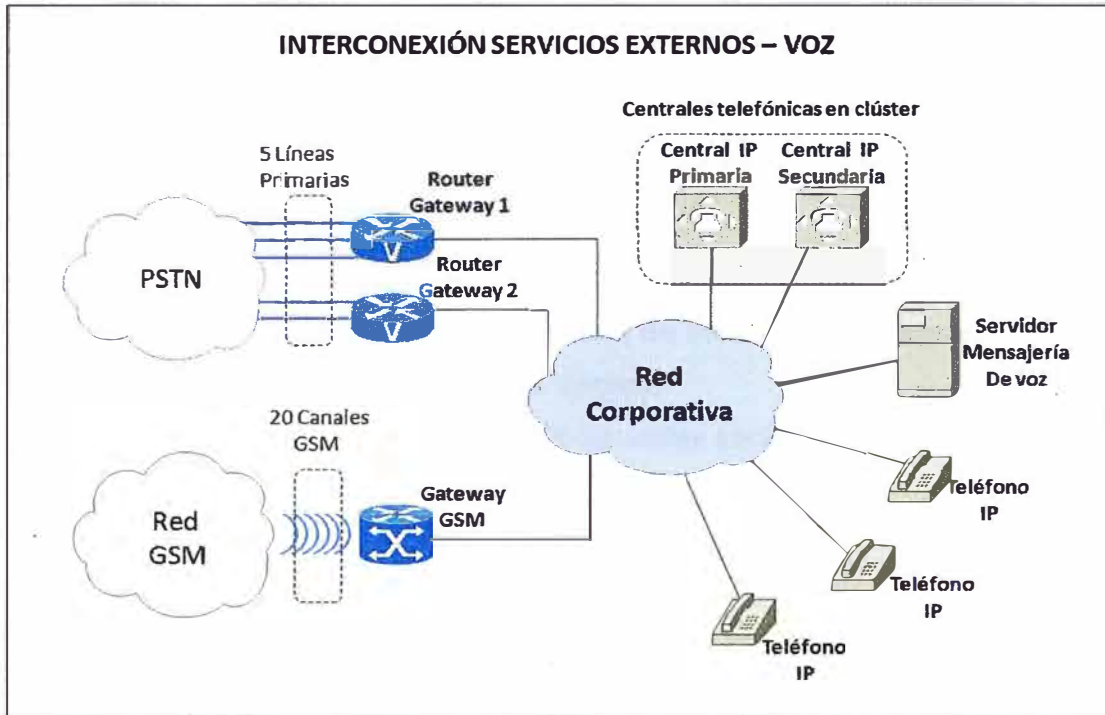 INTERCONEXIÓN SERVICIOS EXTERNOS – VOZ
Centrales telefónicas en clúster
Central IP
Primaria
Central IP
Secundaria
5 Líneas
Primarias
Router
Gateway 1
Router
Gateway 2
PSTN
V
V
Servidor
Mensajería
De voz
Red
Corporativa
20 Canales
GSM
Gateway
GSM
Red
GSM
Teléfono
IP
Teléfono
IP
Teléfono
IP